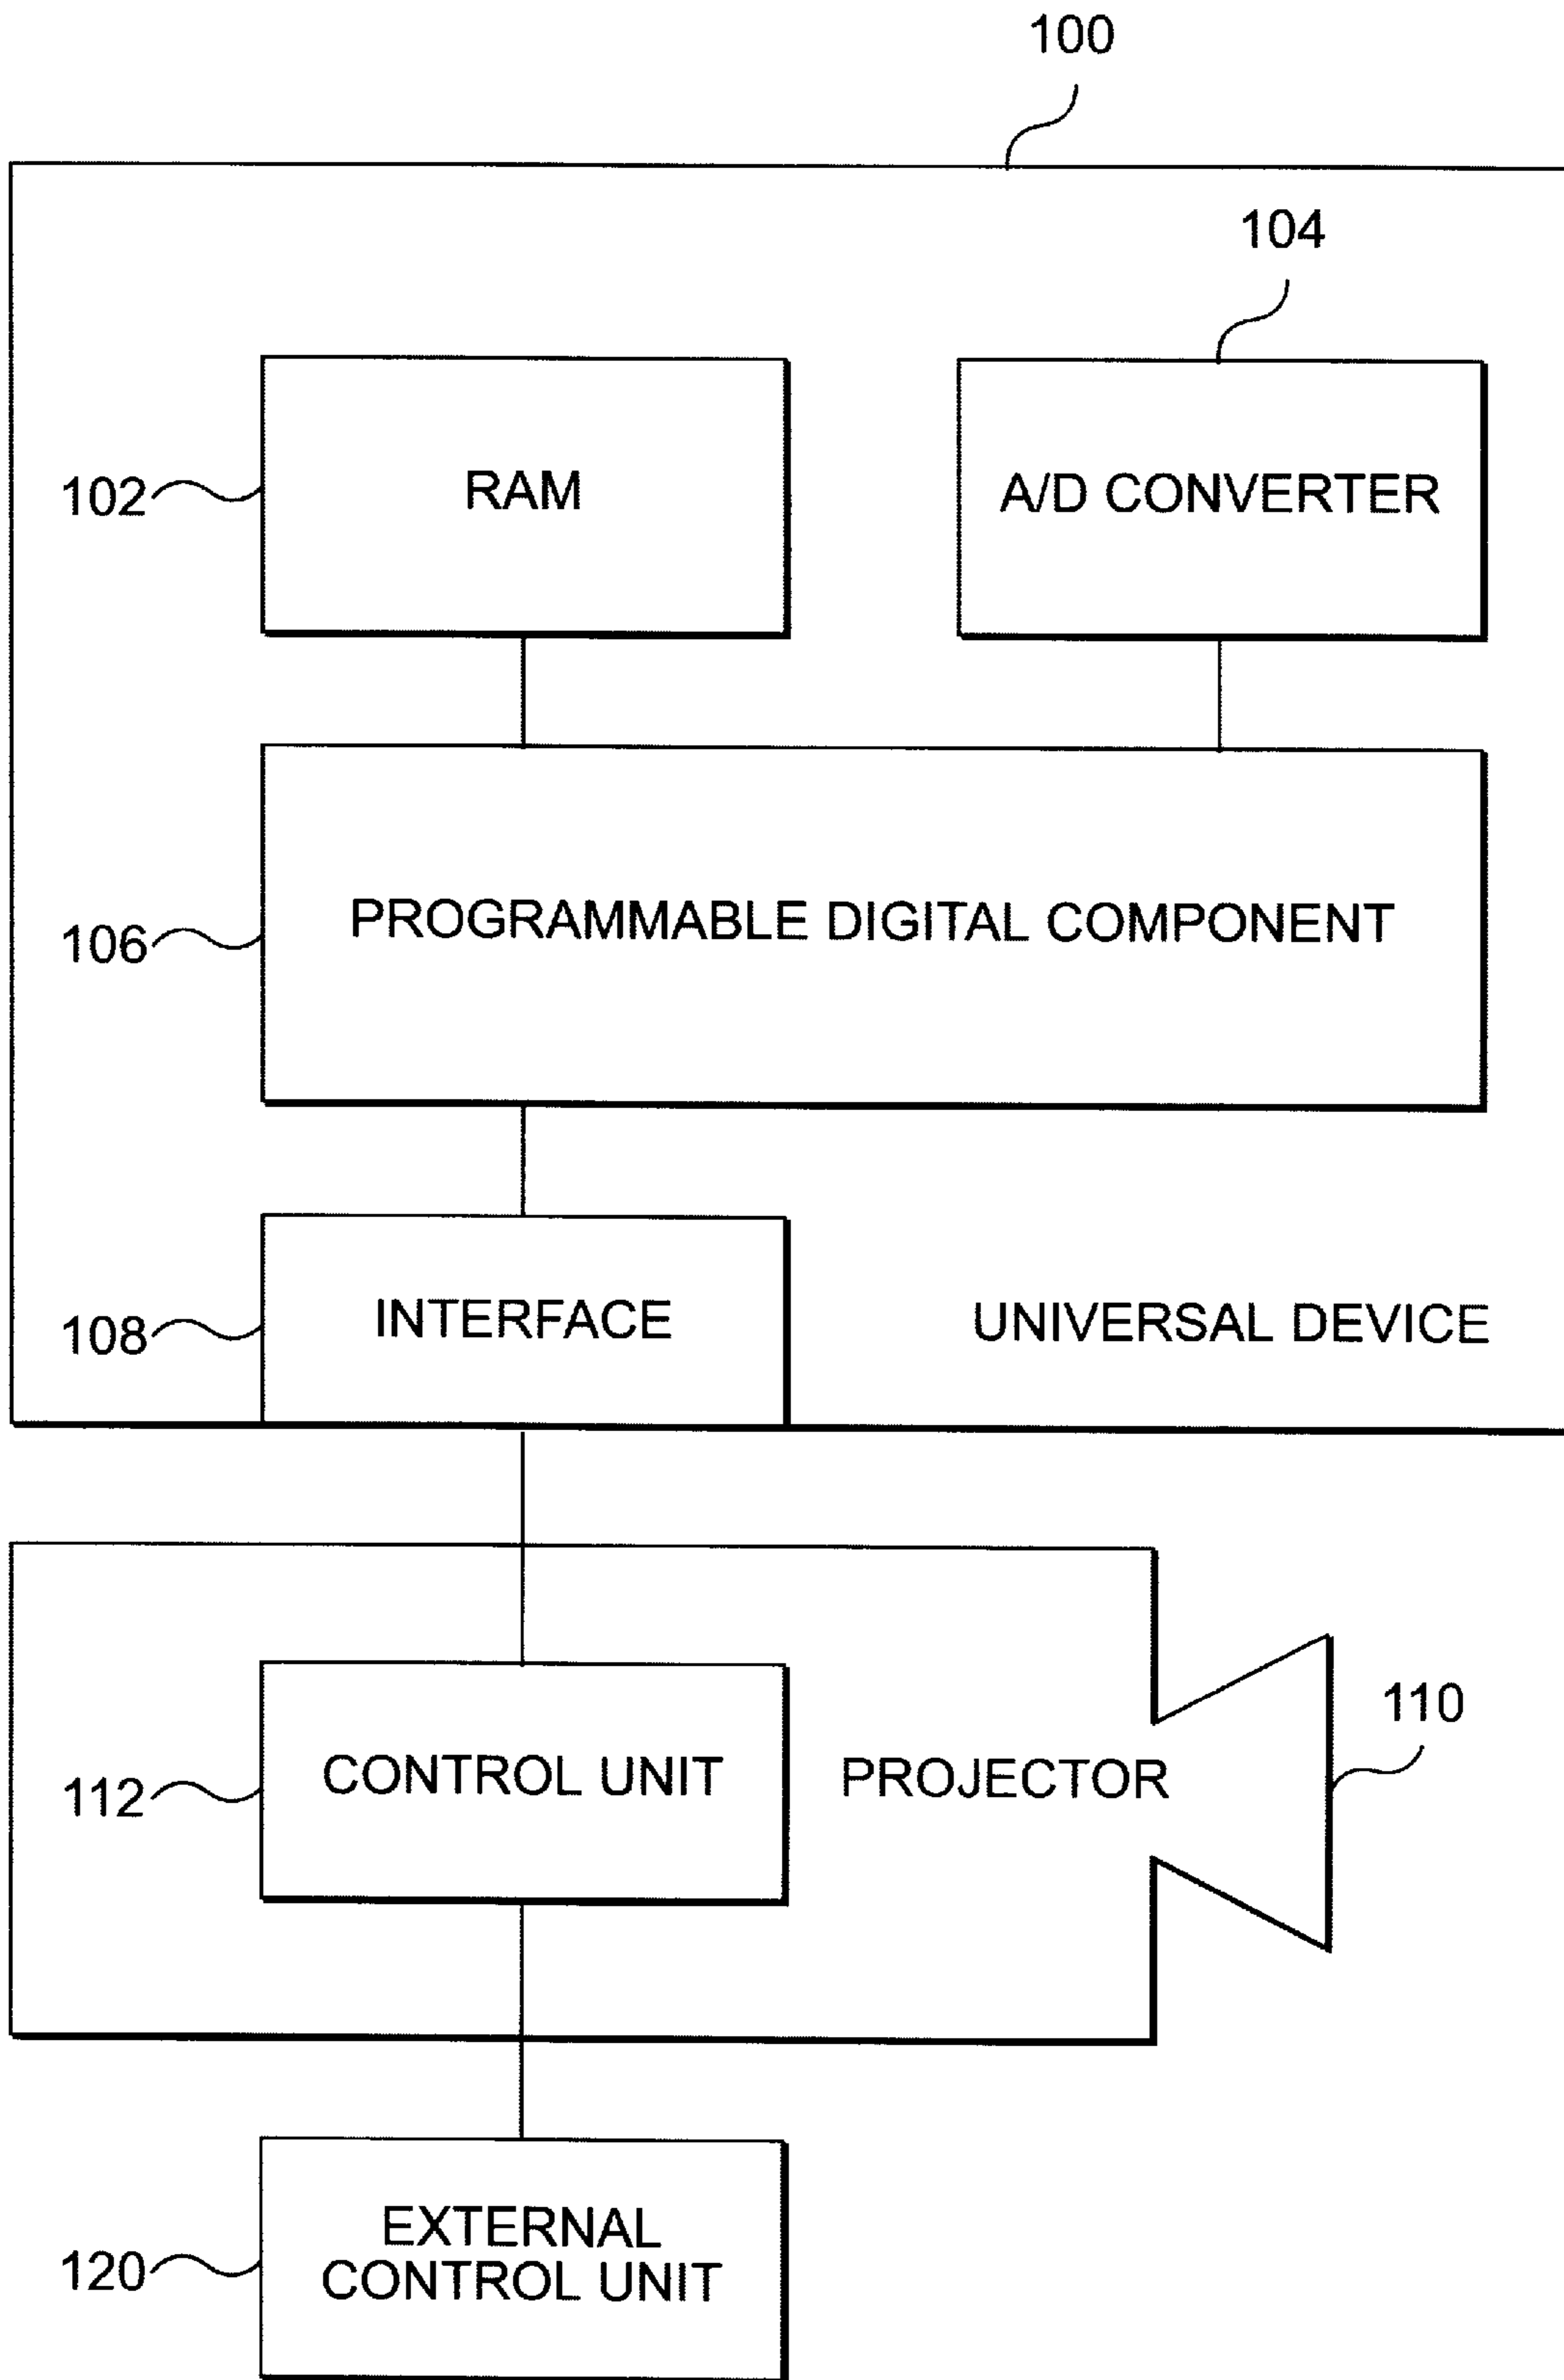 100
104
102
RAM
A/D CONVERTER
106
PROGRAMMABLE DIGITAL COMPONENT
108
INTERFACE
UNIVERSAL DEVICE
110
112
CONTROL UNIT
PROJECTOR
120
EXTERNAL
CONTROL UNIT